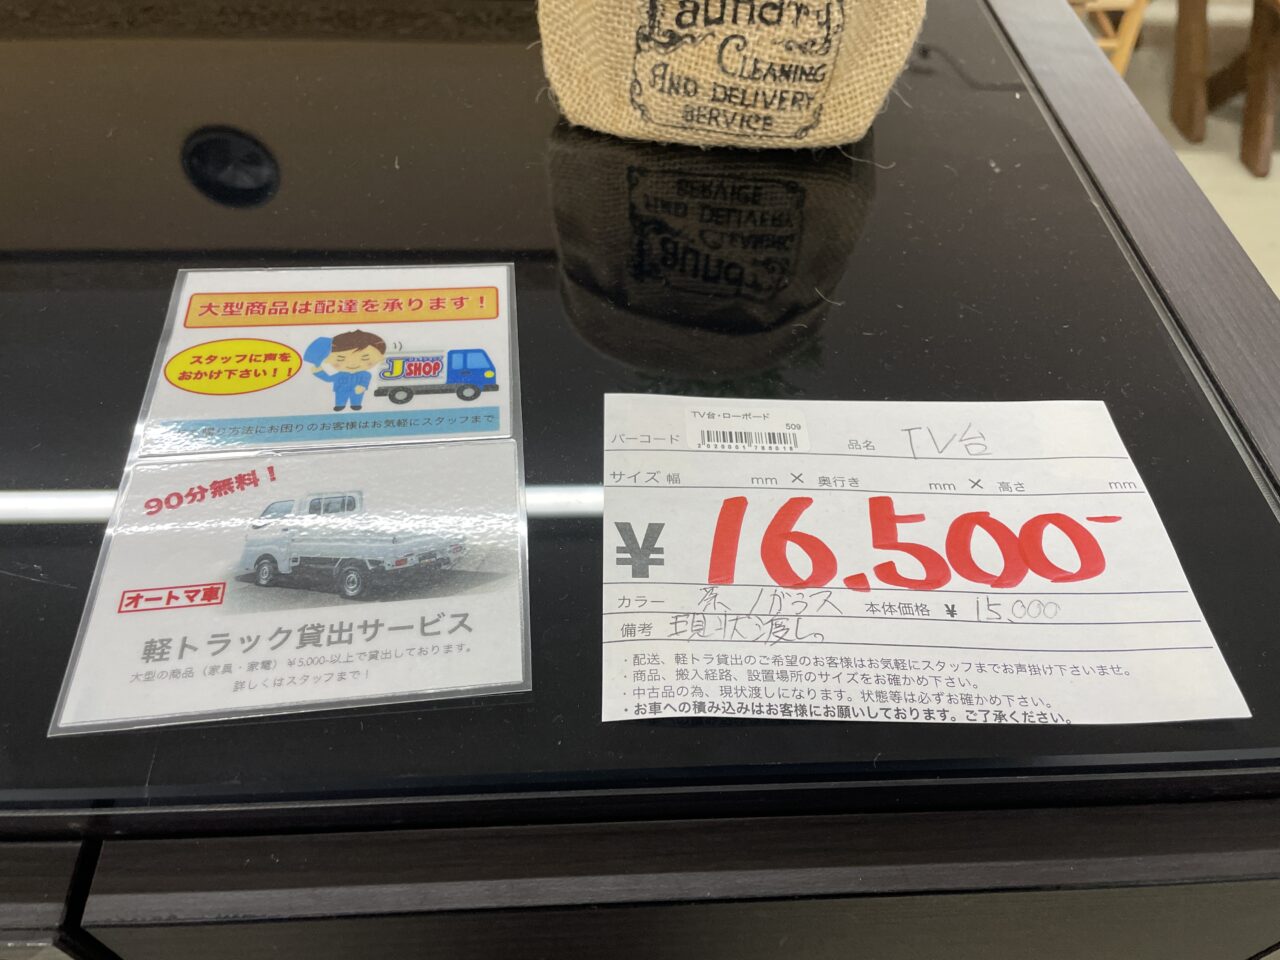 Laundry
CLEANING
AND DELIVERY
SERVICE
大型商品は配達を承ります！
スタッフに声を
おかけ下さい！！
J SHOP
方法にお困りのお客様はお気軽にスタッフまで
90分無料！
オートマ車
軽トラック貸出サービス
大型の商品（家具・家電）￥5,000-以上で貸出しております。
詳しくはスタッフまで！
TV台・ローボード
509
バーコード
品名 TV台
サイズ 幅 mm × 奥行き mm × 高さ mm
￥16,500-
カラー 茶/ガラス 本体価格 ￥15,000
備考 現状渡し。
・配送、軽トラ貸出のご希望のお客様はお気軽にスタッフまでお声掛け下さいませ。
・商品、搬入経路、設置場所のサイズをお確かめ下さい。
・中古品の為、現状渡しになります。状態等は必ずお確かめ下さい。
・お車への積み込みはお客様にお願いしております。ご了承ください。